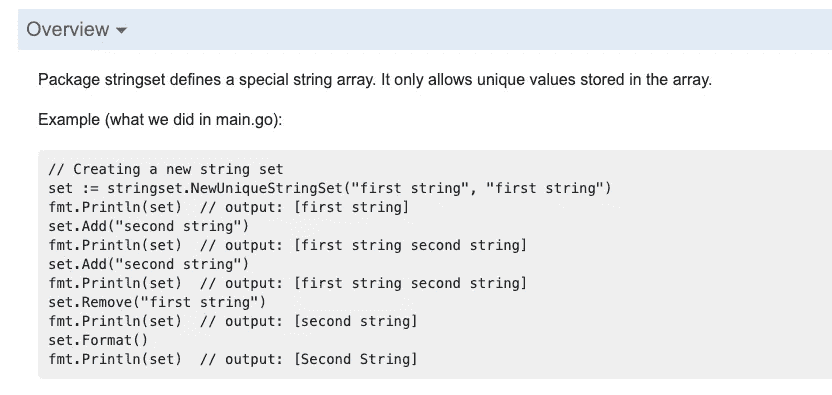 Overview
Package stringset defines a special string array. It only allows unique values stored in the array.
Example (what we did in main.go):
// Creating a new string set
set := stringset.NewUniqueStringSet("first string", "first string")
fmt.Println(set)  // output: [first string]
set.Add("second string")
fmt.Println(set)  // output: [first string second string]
set.Add("second string")
fmt.Println(set)  // output: [first string second string]
set.Remove("first string")
fmt.Println(set)  // output: [second string]
set.Format()
fmt.Println(set)  // output: [Second String]